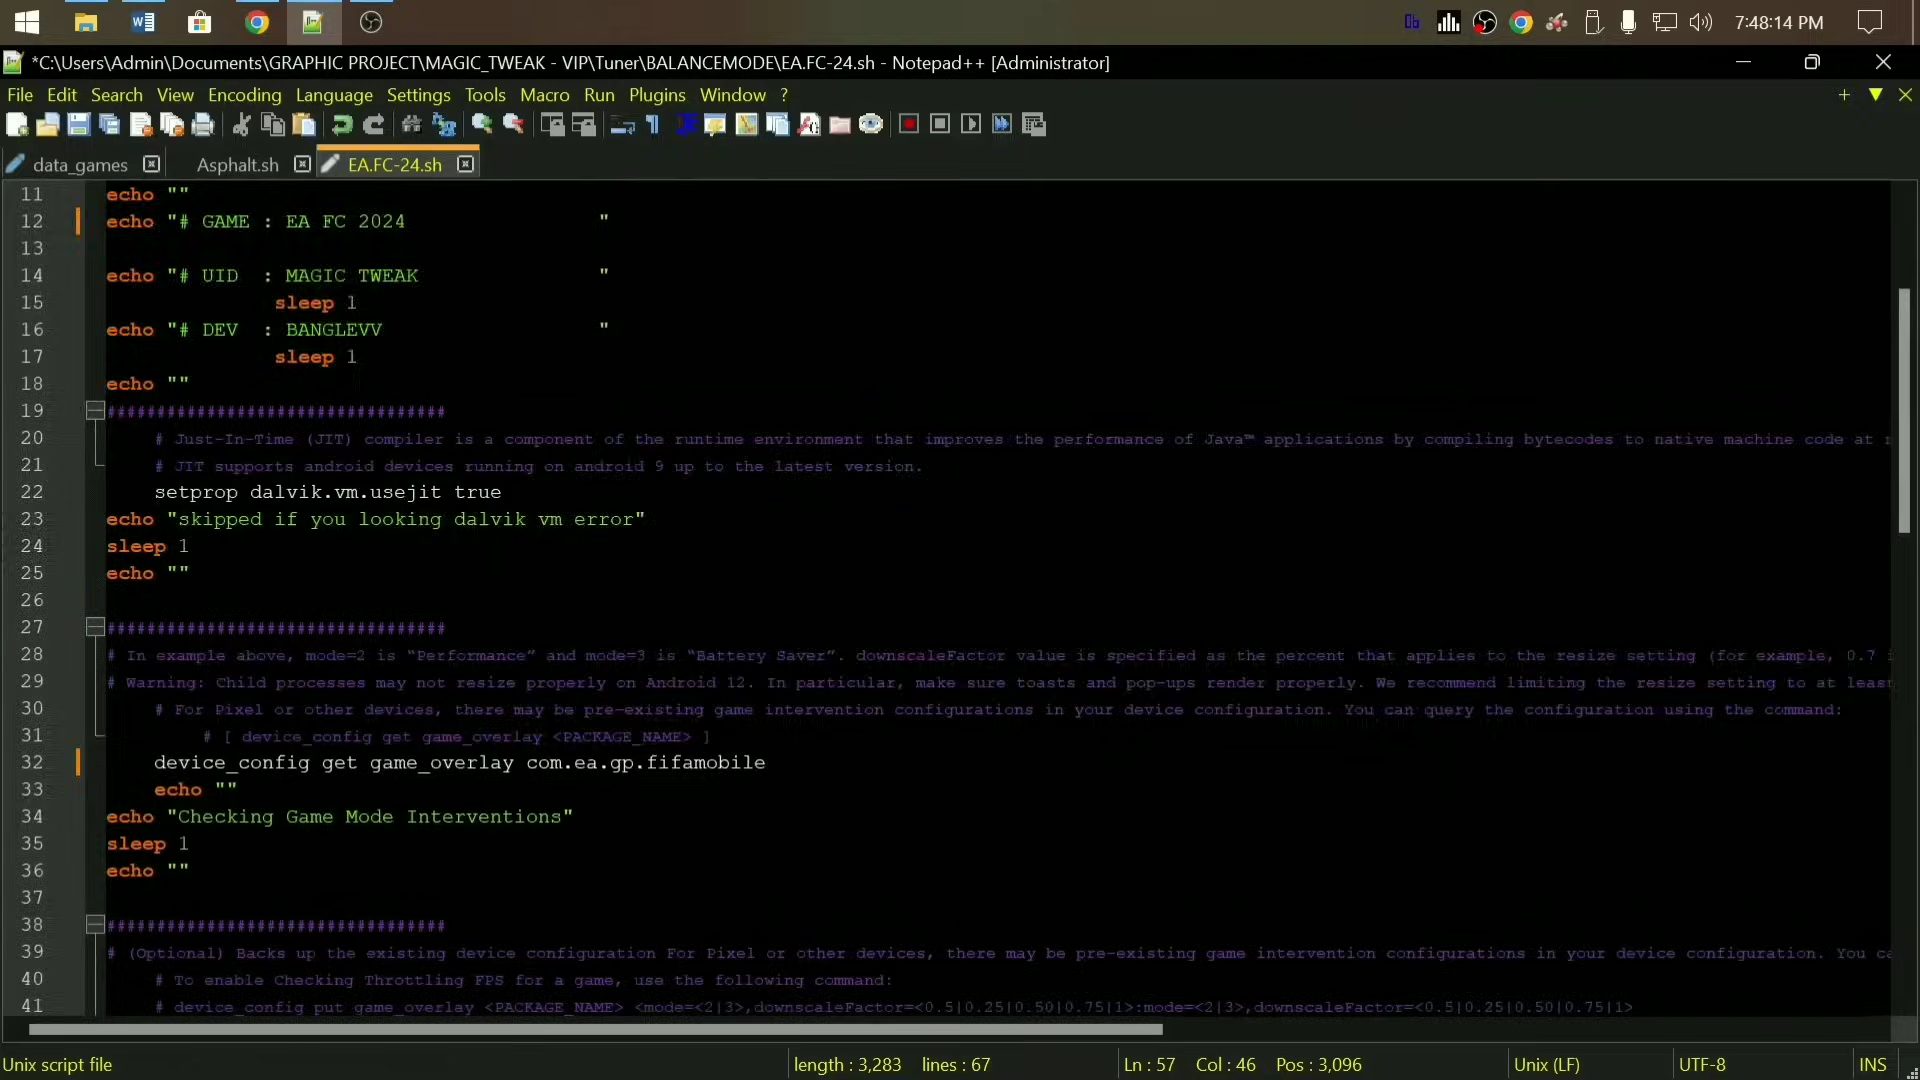 7:48:14 PM
*C:\Users\Admin\Documents\GRAPHIC PROJECT\MAGIC_TWEAK - VIP\Tuner\BALANCEMODE\EA.FC-24.sh - Notepad++ [Administrator]
File Edit Search View Encoding Language Settings Tools Macro Run Plugins Window ?
data_games Asphalt.sh EA.FC-24.sh
11 echo ""
12 echo "# GAME : EA FC 2024 "
13
14 echo "# UID : MAGIC TWEAK "
15 sleep 1
16 echo "# DEV : BANGLEVV "
17 sleep 1
18 echo ""
19 ##################################
20 # Just-In-Time (JIT) compiler is a component of the runtime environment that improves the performance of Java™ applications by compiling bytecodes to native machine code at
21 # JIT supports android devices running on android 9 up to the latest version.
22 setprop dalvik.vm.usejit true
23 echo "skipped if you looking dalvik vm error"
24 sleep 1
25 echo ""
26
27 ##################################
28 # In example above, mode=2 is “Performance” and mode=3 is “Battery Saver”. downscaleFactor value is specified as the percent that applies to the resize setting (for example, 0.7
29 # Warning: Child processes may not resize properly on Android 12. In particular, make sure toasts and pop-ups render properly. We recommend limiting the resize setting to at least
30 # For Pixel or other devices, there may be pre-existing game intervention configurations in your device configuration. You can query the configuration using the command:
31 # [ device_config get game_overlay <PACKAGE_NAME> ]
32 device_config get game_overlay com.ea.gp.fifamobile
33 echo ""
34 echo "Checking Game Mode Interventions"
35 sleep 1
36 echo ""
37
38 ##################################
39 # (Optional) Backs up the existing device configuration For Pixel or other devices, there may be pre-existing game intervention configurations in your device configuration. You
40 # To enable Checking Throttling FPS for a game, use the following command:
41 # device_config put game_overlay <PACKAGE_NAME> <mode=<2|3>,downscaleFactor=<0.5|0.25|0.50|0.75|1>:mode=<2|3>,downscaleFactor=<0.5|0.25|0.50|0.75|1>
Unix script file length : 3,283 lines : 67 Ln : 57 Col : 46 Pos : 3,096 Unix (LF) UTF-8 INS